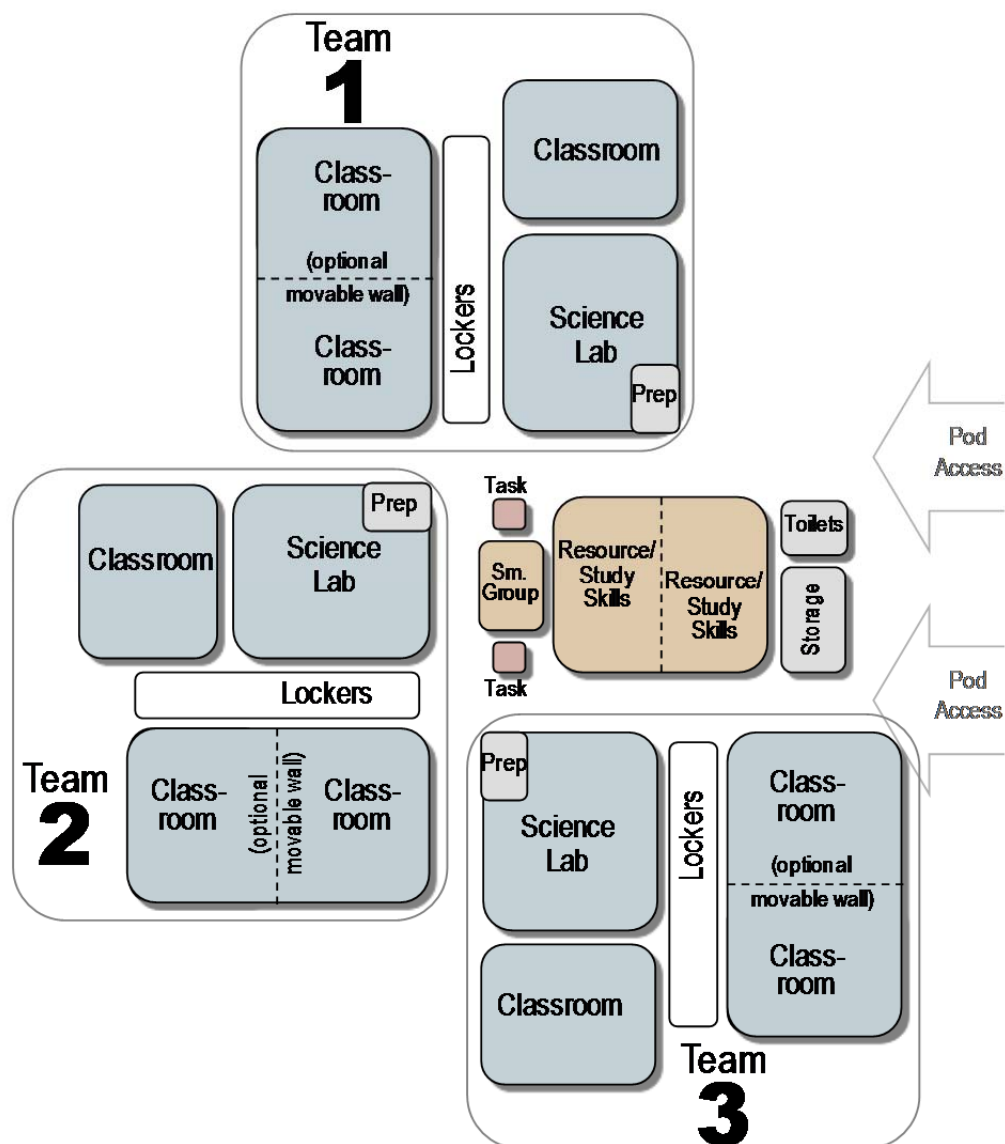 Team
1
Class-
room
(optional
movable wall)
Class-
room
Lockers
Classroom
Science
Lab
Prep
Pod
Access
Classroom
Science
Lab
Prep
Lockers
Team
2
Class-
room
(optional
movable wall)
Class-
room
Task
Sm.
Group
Task
Resource/
Study
Skills
Resource/
Study
Skills
Toilets
Storage
Pod
Access
Prep
Science
Lab
Classroom
Lockers
Class-
room
(optional
movable wall)
Class-
room
Team
3